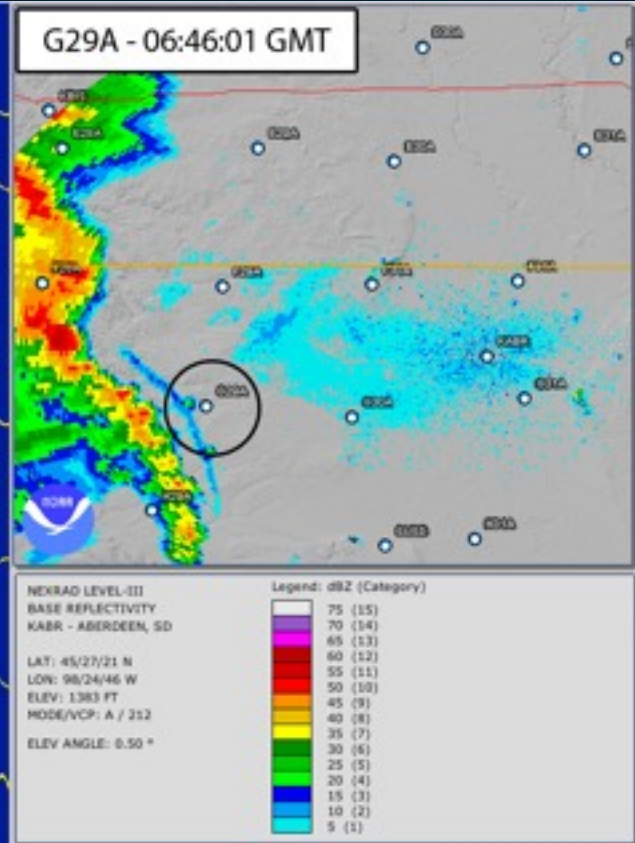 G29A - 06:46:01 GMT
KABR
G29A
NOAA
NEXRAD LEVEL-III
BASE REFLECTIVITY
KABR - ABERDEEN, SD
LAT: 45/27/21 N
LON: 98/24/46 W
ELEV: 1383 FT
MODE/VCP: A / 212
ELEV ANGLE: 0.50 °
Legend: dBZ (Category)
75 (15)
70 (14)
65 (13)
60 (12)
55 (11)
50 (10)
45 (9)
40 (8)
35 (7)
30 (6)
25 (5)
20 (4)
15 (3)
10 (2)
5 (1)